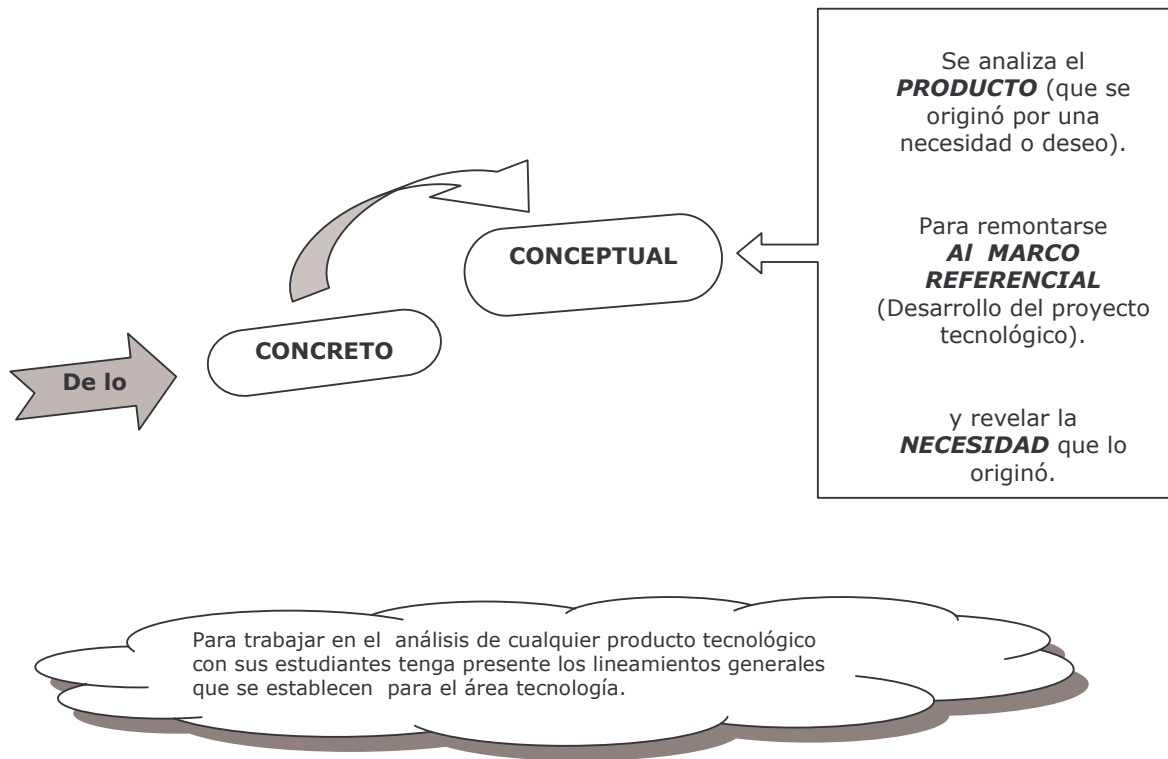 De lo
CONCRETO
CONCEPTUAL
Se analiza el
PRODUCTO (que se
originó por una
necesidad o deseo).
Para remontarse
Al MARCO
REFERENCIAL
(Desarrollo del proyecto
tecnológico).
y revelar la
NECESIDAD que lo
originó.
Para trabajar en el análisis de cualquier producto tecnológico
con sus estudiantes tenga presente los lineamientos generales
que se establecen para el área tecnología.